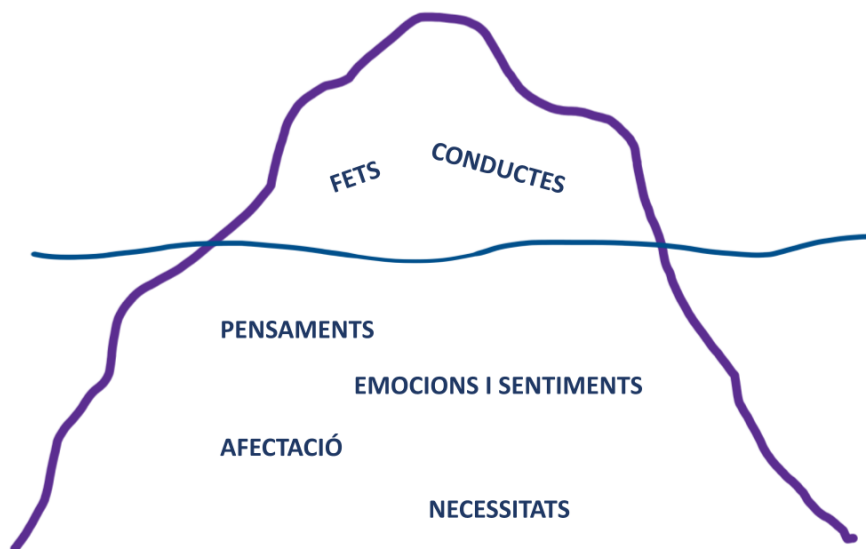 FETS
CONDUCTES
PENSAMENTS
EMOCIONS I SENTIMENTS
AFECTACIÓ
NECESSITATS